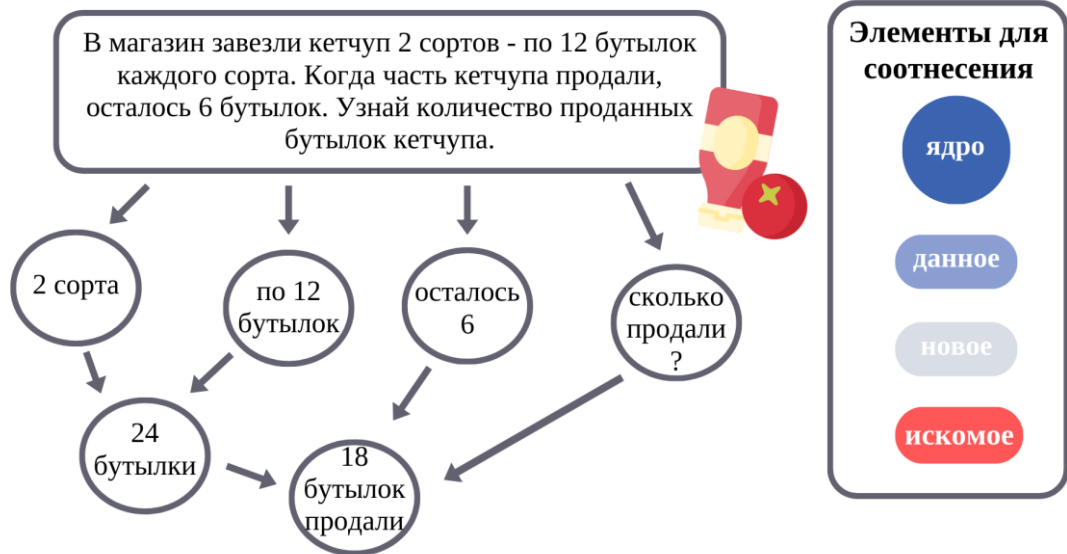 В магазин завезли кетчуп 2 сортов - по 12 бутылок
каждого сорта. Когда часть кетчупа продали,
осталось 6 бутылок. Узнай количество проданных
бутылок кетчупа.
2 сорта
по 12
бутылок
осталось
6
сколько
продали
?
24
бутылки
18
бутылок
продали
Элементы для
соотнесения
ядро
данное
новое
искомое